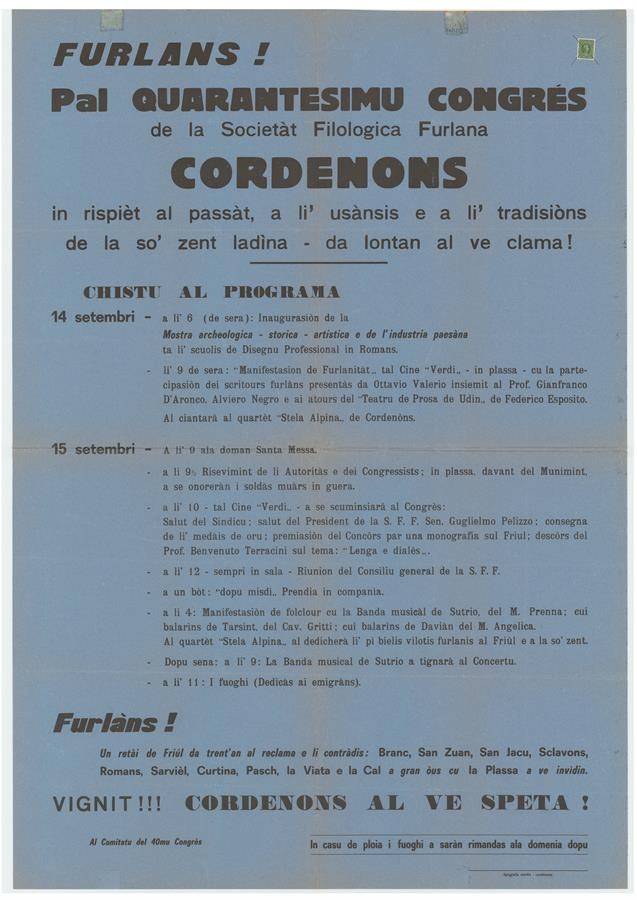 FURLANS !
Pal QUARANTESIMU CONGRÉS
de la Societàt Filologica Furlana
CORDENONS
in rispièt al passàt, a li' usànsis e a li' tradisiòns
de la so' zent ladìna - da lontan al ve clama!
CHISTU AL PROGRAMA
14 setembri - a li' 6 (de sera): Inaugurasiòn de la
Mostra archeologica - storica - artistica e de l'industria paesàna
ta li' scuolis de Disegnu Professional in Romans.
- li' 9 de sera: "Manifestasion de Furlanitàt„ tal Cine "Verdi„ - in plassa - cu la parte-
cipasiòn dei scritours furlàns presentàs da Ottavio Valerio insiemit al Prof. Gianfranco
D'Aronco, Alviero Negro e ai atours del "Teatru de Prosa de Udin„ de Federico Esposito.
Al ciantarà al quartèt "Stela Alpina„ de Cordenòns.
15 setembri - A li' 9 ala doman Santa Messa.
- a li 9½ Risevimint de li Autoritàs e dei Congressists; in plassa, davant del Munimint,
a se onoreràn i soldàs muàrs in guera.
- a li' 10 - tal Cine "Verdi„ - a se scuminsiarà al Congrès:
Salut del Sindicu; salut del President de la S. F. F. Sen. Guglielmo Pelizzo; consegna
de li' medàis de oru; premiasiòn del Concòrs par una monografia sul Friul; descòrs del
Prof. Benvenuto Terracini sul tema: "Lenga e dialès„.
- a li' 12 - sempri in sala - Riunion del Consiliu general de la S. F. F.
- a un bòt: "dopu misdì„ Prendia in compania.
- a li 4: Manifestasiòn de folclour cu la Banda musicàl de Sutrio, del M. Prenna; cui
balarins de Tarsint, del Cav. Gritti; cui balarins de Daviàn del M. Angelica.
Al quartèt "Stela Alpina„ al dedicherà li' pi bielis vilotis furlanis al Friùl e a la so' zent.
- Dopu sena: a li' 9: La Banda musical de Sutrio a tignarà al Concertu.
- a li' 11: I fuoghi (Dedicàs ai emigràns).
Furlàns !
Un retài de Friúl da trent'an al reclama e li contràdis: Branc, San Zuan, San Jacu, Sclavons,
Romans, Sarvièl, Curtina, Pasch, la Viata e la Cal a gran òus cu la Plassa a ve invidin.
VIGNIT!!! CORDENONS AL VE SPETA !
Al Comitatu del 40mu Congrès
In casu de ploia i fuoghi a saràn rimandas ala domenia dopu